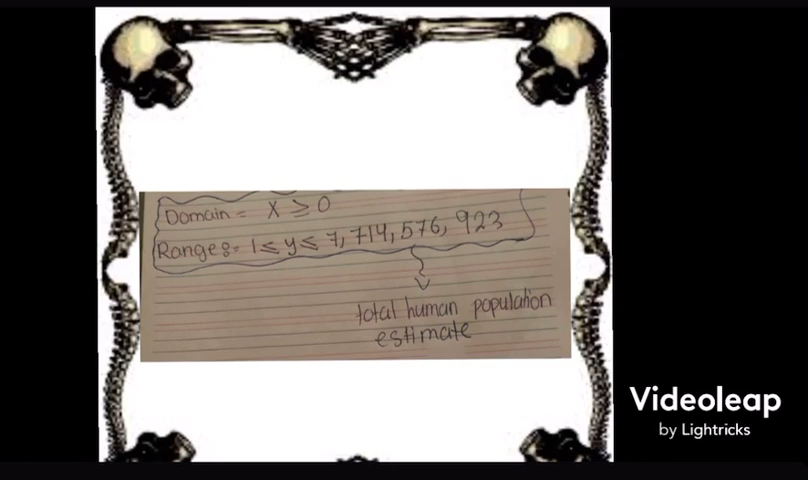 Domain = X ≥ 0
Range: = 1 ≤ y ≤ 7,714,576,923
total human population
estimate
Videoleap
by Lightricks